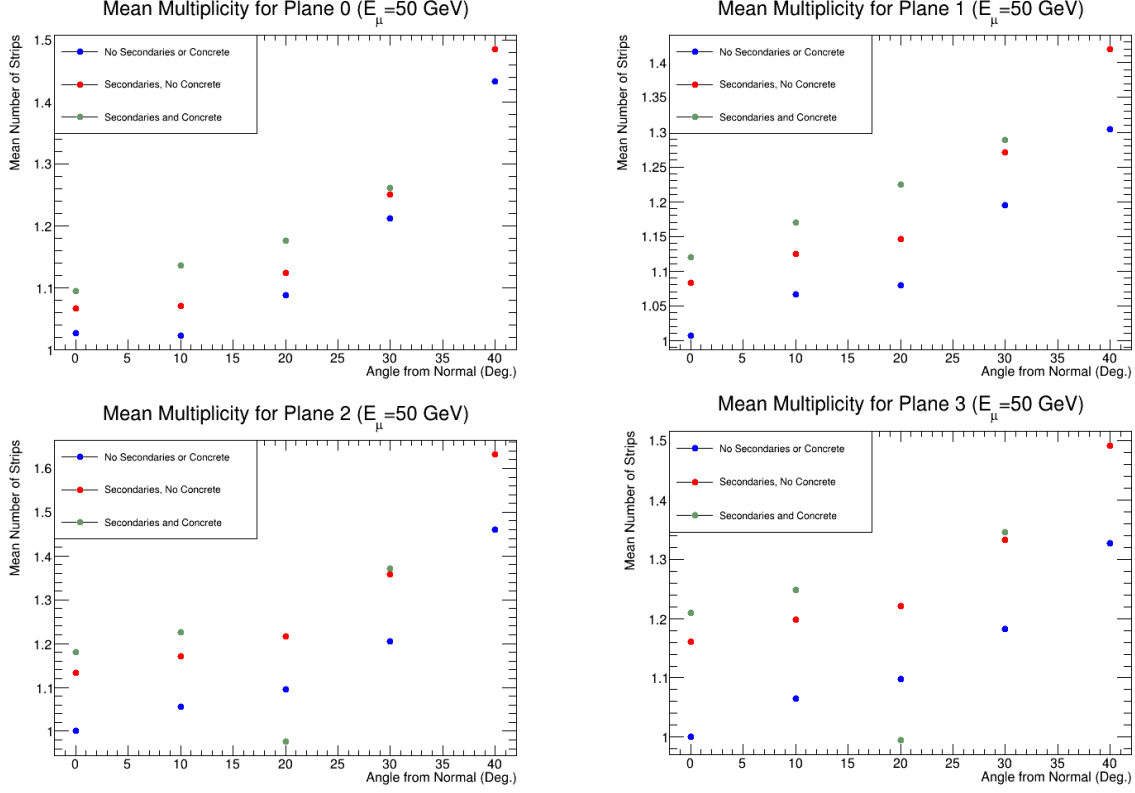 Mean Multiplicity for Plane 0 (Eμ=50 GeV)
Mean Number of Strips
No Secondaries or Concrete
Secondaries, No Concrete
Secondaries and Concrete
1.5
1.4
1.3
1.2
1.1
1
0 5 10 15 20 25 30 35 40
Angle from Normal (Deg.)
Mean Multiplicity for Plane 1 (Eμ=50 GeV)
Mean Number of Strips
No Secondaries or Concrete
Secondaries, No Concrete
Secondaries and Concrete
1.4
1.35
1.3
1.25
1.2
1.15
1.1
1.05
1
0 5 10 15 20 25 30 35 40
Angle from Normal (Deg.)
Mean Multiplicity for Plane 2 (Eμ=50 GeV)
Mean Number of Strips
No Secondaries or Concrete
Secondaries, No Concrete
Secondaries and Concrete
1.6
1.5
1.4
1.3
1.2
1.1
1
0 5 10 15 20 25 30 35 40
Angle from Normal (Deg.)
Mean Multiplicity for Plane 3 (Eμ=50 GeV)
Mean Number of Strips
No Secondaries or Concrete
Secondaries, No Concrete
Secondaries and Concrete
1.5
1.4
1.3
1.2
1.1
1
0 5 10 15 20 25 30 35 40
Angle from Normal (Deg.)